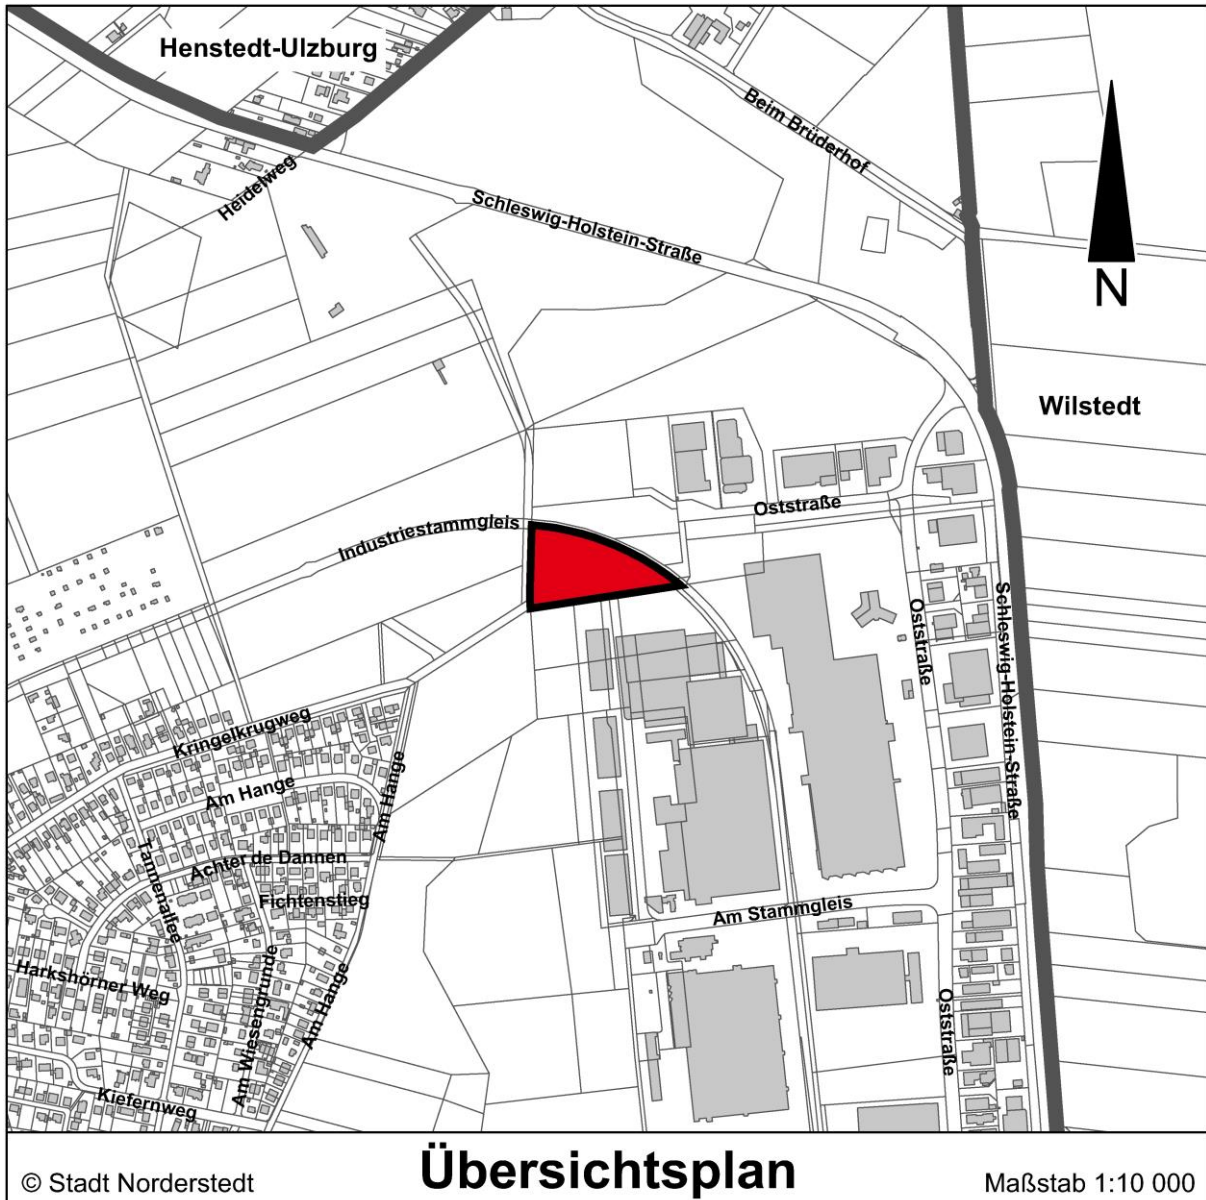 Henstedt-Ulzburg
Beim Brüderhof
Heidelweg
Schleswig-Holstein-Straße
N
Wilstedt
Oststraße
Industriestammgleis
Oststraße
Schleswig-Holstein-Straße
Kringelkrugweg
Am Hange
Am Hange
Tannenallee
Achter de Dannen
Fichtenstieg
Am Stammgleis
Harkshörner Weg
Am Wiesengrunde
Am Hange
Oststraße
Kiefernweg
© Stadt Norderstedt
Übersichtsplan
Maßstab 1:10 000